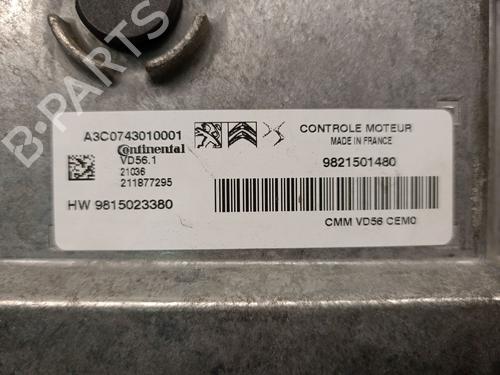 A3C0743010001
Continental
VD56.1
21036
211877295
HW 9815023380
CONTROLE MOTEUR
MADE IN FRANCE
9821501480
CMM VD56 CEM0
B-PARTS